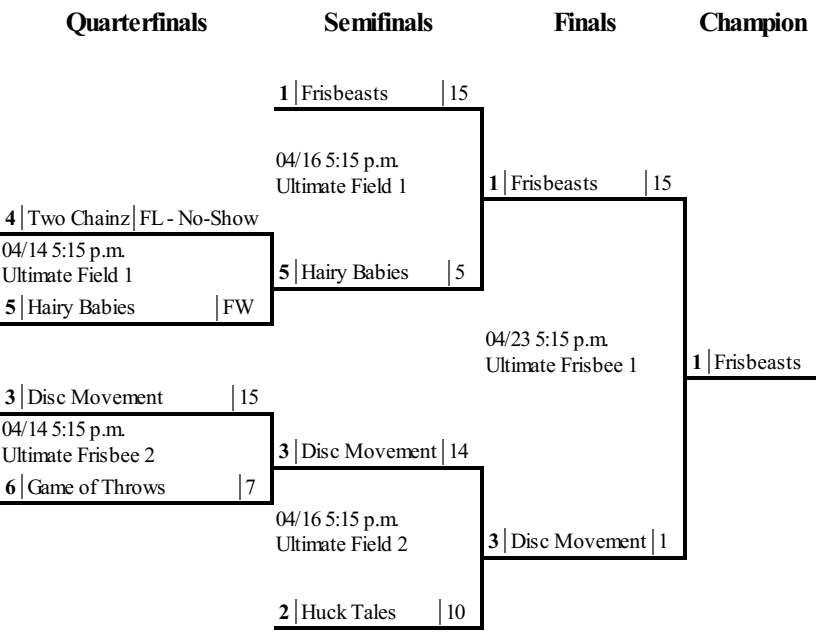 Quarterfinals Semifinals Finals Champion
1 Frisbeasts 15
04/16 5:15 p.m.
Ultimate Field 1
1 Frisbeasts 15
4 Two Chainz FL - No-Show
04/14 5:15 p.m.
Ultimate Field 1
5 Hairy Babies 5
5 Hairy Babies FW
04/23 5:15 p.m.
Ultimate Frisbee 1
1 Frisbeasts
3 Disc Movement 15
04/14 5:15 p.m.
Ultimate Frisbee 2
3 Disc Movement 14
6 Game of Throws 7
04/16 5:15 p.m.
Ultimate Field 2
3 Disc Movement 1
2 Huck Tales 10